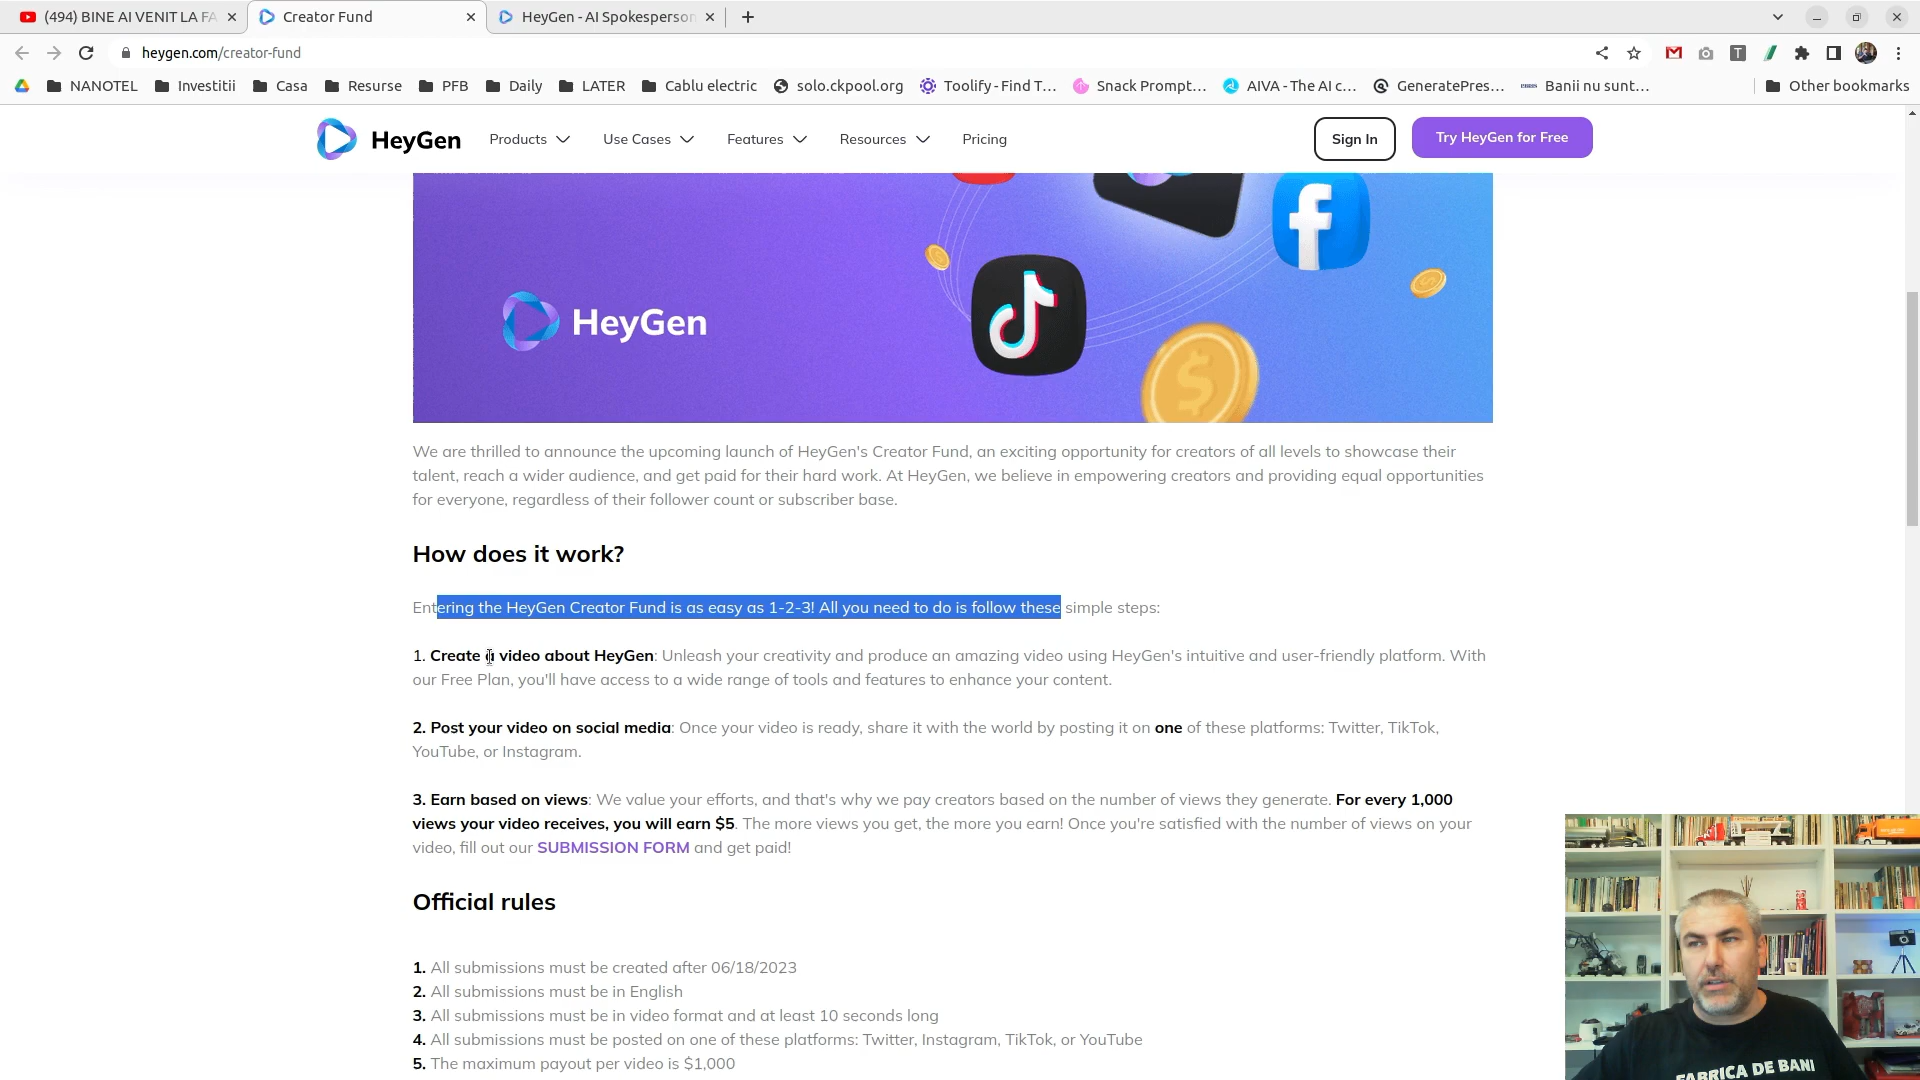 (494) BINE AI VENIT LA FA
Creator Fund
HeyGen - AI Spokesperson
heygen.com/creator-fund
NANOTEL
Investitii
Casa
Resurse
PFB
Daily
LATER
Cablu electric
solo.ckpool.org
Toolify - Find T...
Snack Prompt...
AIVA - The AI c...
GeneratePres...
Banii nu sunt...
Other bookmarks
HeyGen
Products
Use Cases
Features
Resources
Pricing
Sign In
Try HeyGen for Free
HeyGen
We are thrilled to announce the upcoming launch of HeyGen's Creator Fund, an exciting opportunity for creators of all levels to showcase their
talent, reach a wider audience, and get paid for their hard work. At HeyGen, we believe in empowering creators and providing equal opportunities
for everyone, regardless of their follower count or subscriber base.
How does it work?
Entering the HeyGen Creator Fund is as easy as 1-2-3! All you need to do is follow these simple steps:
1. Create a video about HeyGen: Unleash your creativity and produce an amazing video using HeyGen's intuitive and user-friendly platform. With
our Free Plan, you'll have access to a wide range of tools and features to enhance your content.
2. Post your video on social media: Once your video is ready, share it with the world by posting it on one of these platforms: Twitter, TikTok,
YouTube, or Instagram.
3. Earn based on views: We value your efforts, and that's why we pay creators based on the number of views they generate. For every 1,000
views your video receives, you will earn $5. The more views you get, the more you earn! Once you're satisfied with the number of views on your
video, fill out our SUBMISSION FORM and get paid!
Official rules
1. All submissions must be created after 06/18/2023
2. All submissions must be in English
3. All submissions must be in video format and at least 10 seconds long
4. All submissions must be posted on one of these platforms: Twitter, Instagram, TikTok, or YouTube
5. The maximum payout per video is $1,000
FABRICA DE BANI